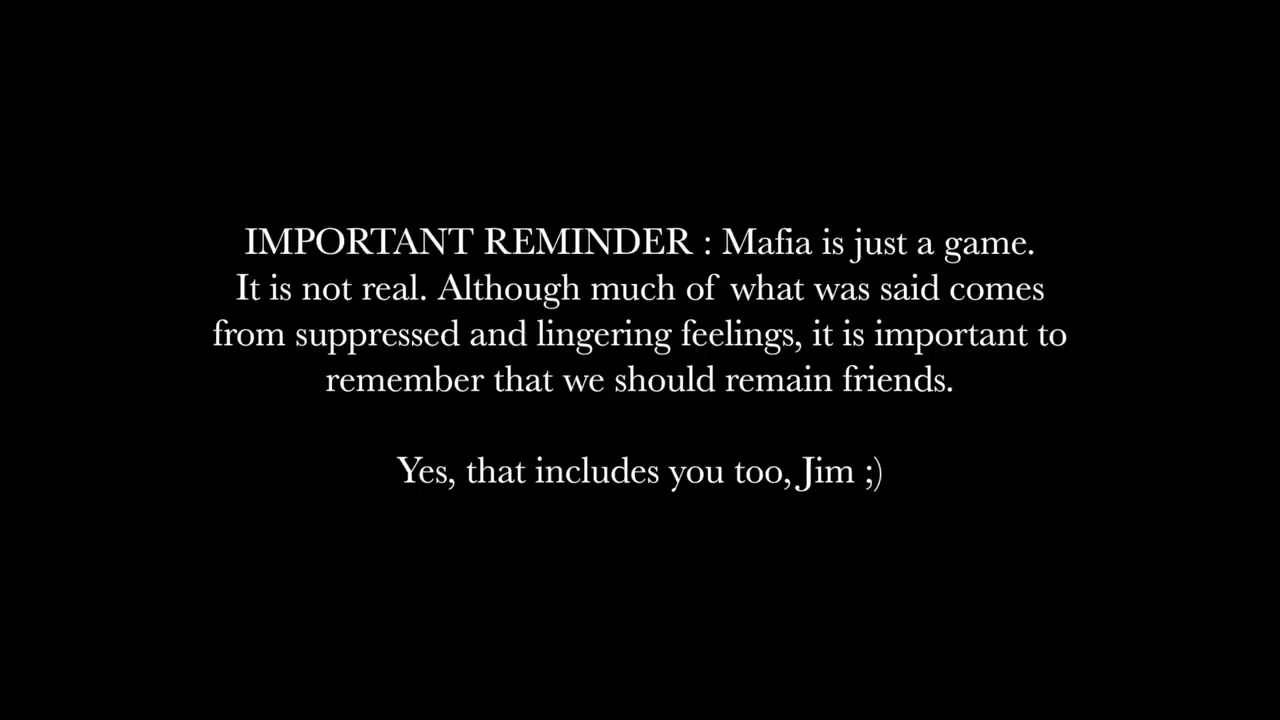 IMPORTANT REMINDER : Mafia is just a game.
It is not real. Although much of what was said comes
from suppressed and lingering feelings, it is important to
remember that we should remain friends.
Yes, that includes you too, Jim ;)